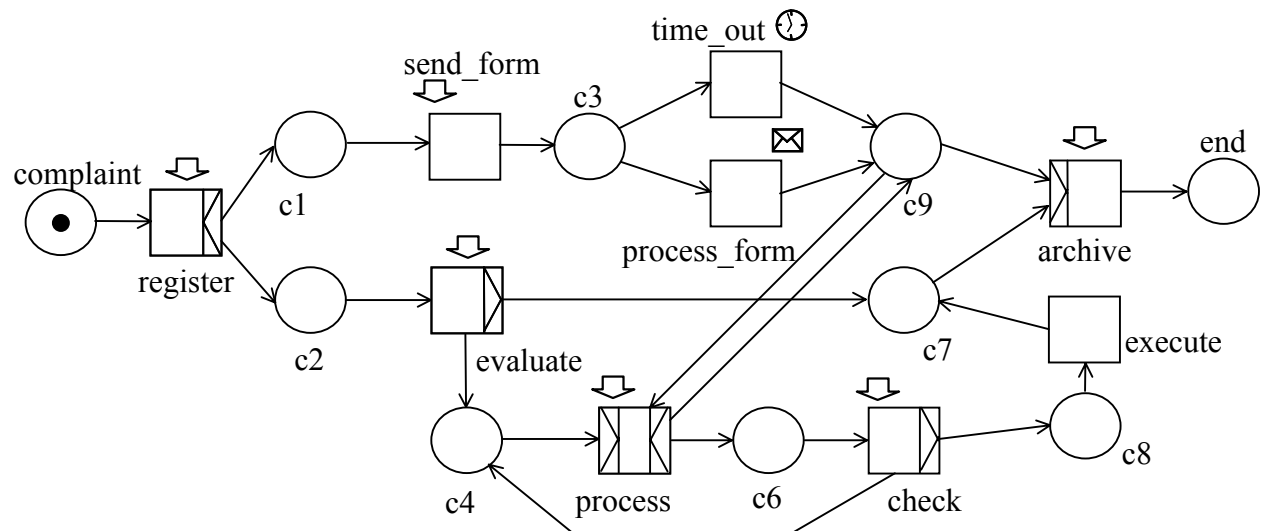 time_out
send_form
c3
complaint
end
c1
c9
process_form
archive
register
c2
evaluate
c7
execute
c4
process
c6
check
c8